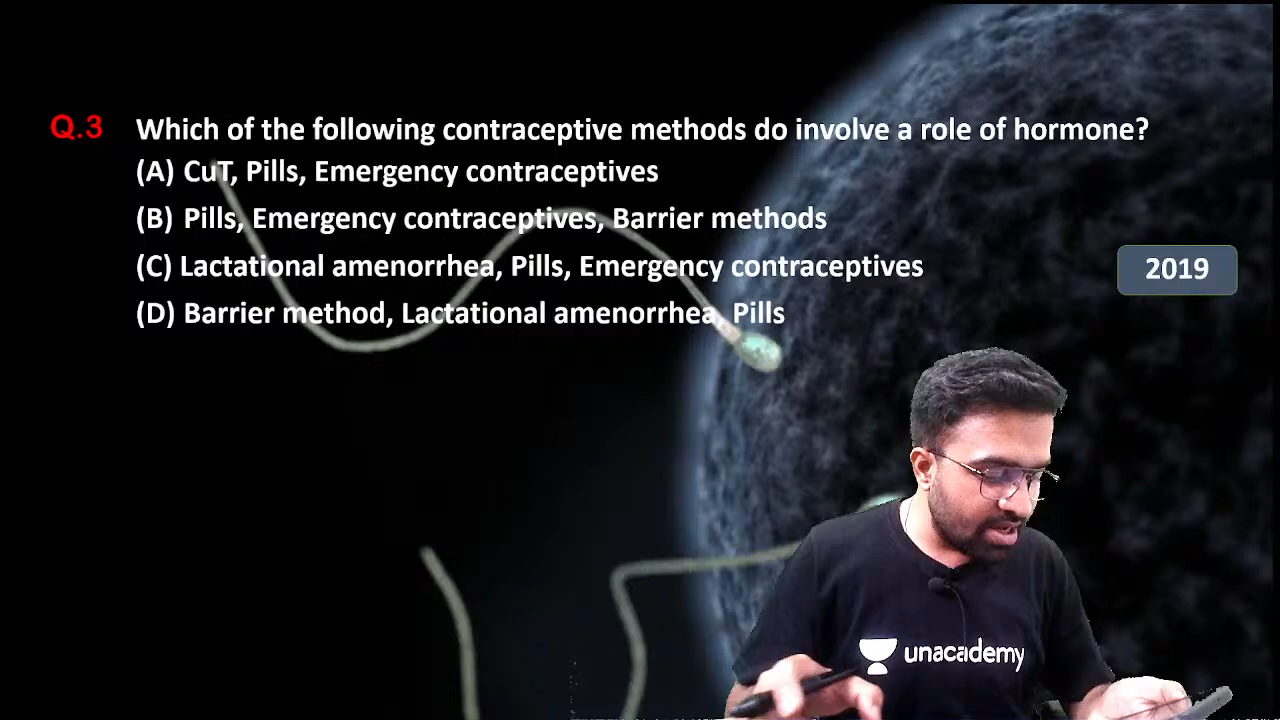 Q.3 Which of the following contraceptive methods do involve a role of hormone?
(A) CuT, Pills, Emergency contraceptives
(B) Pills, Emergency contraceptives, Barrier methods
(C) Lactational amenorrhea, Pills, Emergency contraceptives
2019
(D) Barrier method, Lactational amenorrhea, Pills
unacademy